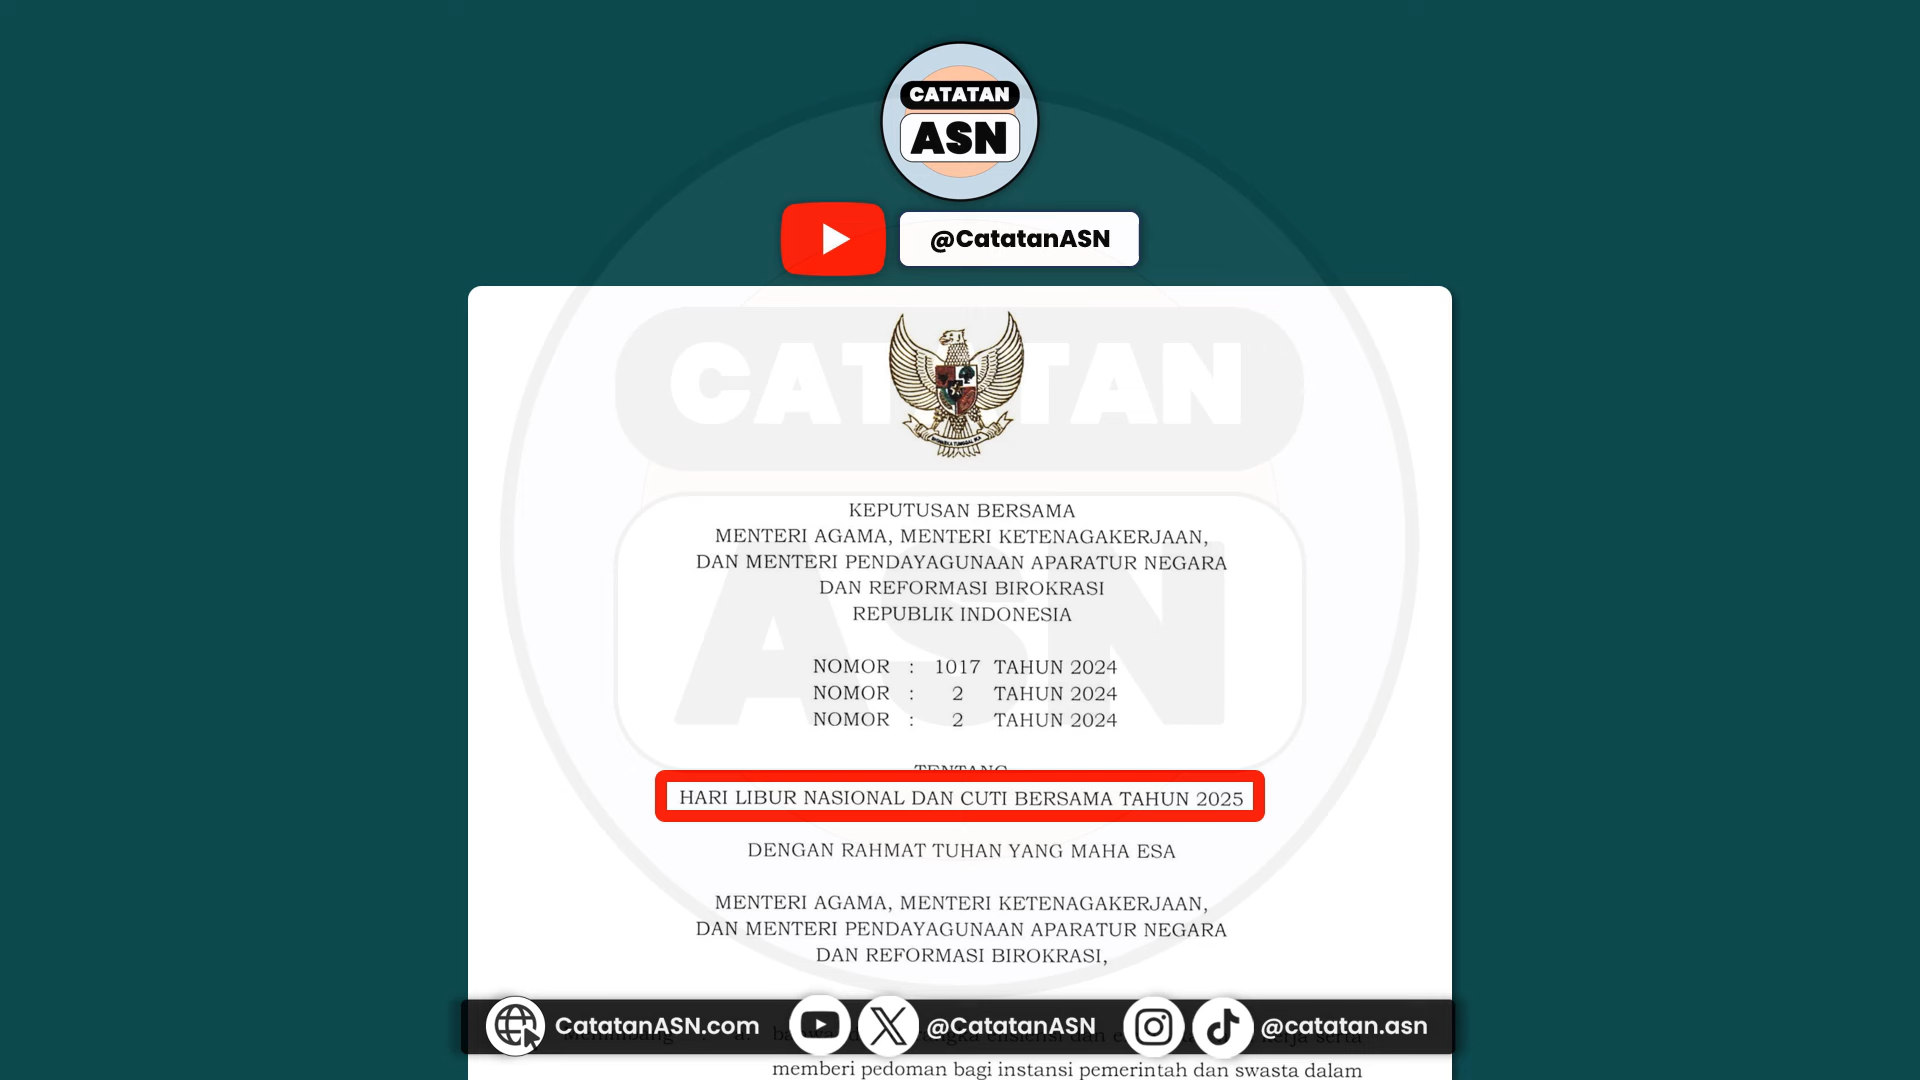 CATATAN
ASN
@CatatanASN
CATATAN
ASN
KEPUTUSAN BERSAMA
MENTERI AGAMA, MENTERI KETENAGAKERJAAN,
DAN MENTERI PENDAYAGUNAAN APARATUR NEGARA
DAN REFORMASI BIROKRASI
REPUBLIK INDONESIA
NOMOR : 1017 TAHUN 2024
NOMOR : 2 TAHUN 2024
NOMOR : 2 TAHUN 2024
TENTANG
HARI LIBUR NASIONAL DAN CUTI BERSAMA TAHUN 2025
DENGAN RAHMAT TUHAN YANG MAHA ESA
MENTERI AGAMA, MENTERI KETENAGAKERJAAN,
DAN MENTERI PENDAYAGUNAAN APARATUR NEGARA
DAN REFORMASI BIROKRASI,
CatatanASN.com @CatatanASN @catatan.asn
memberi pedoman bagi instansi pemerintah dan swasta dalam